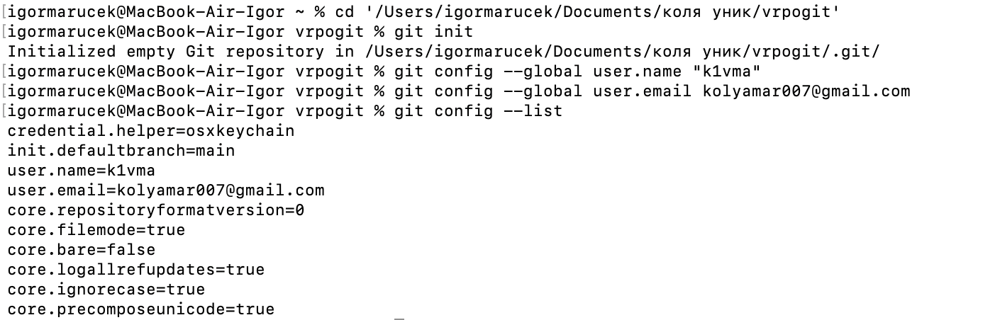 [igormarucek@MacBook-Air-Igor ~ % cd '/Users/igormarucek/Documents/коля уник/vrpogit'
[igormarucek@MacBook-Air-Igor vrpogit % git init
Initialized empty Git repository in /Users/igormarucek/Documents/коля уник/vrpogit/.git/
[igormarucek@MacBook-Air-Igor vrpogit % git config --global user.name "k1vma"
[igormarucek@MacBook-Air-Igor vrpogit % git config --global user.email kolyamar007@gmail.com
[igormarucek@MacBook-Air-Igor vrpogit % git config --list
credential.helper=osxkeychain
init.defaultbranch=main
user.name=k1vma
user.email=kolyamar007@gmail.com
core.repositoryformatversion=0
core.filemode=true
core.bare=false
core.logallrefupdates=true
core.ignorecase=true
core.precomposeunicode=true